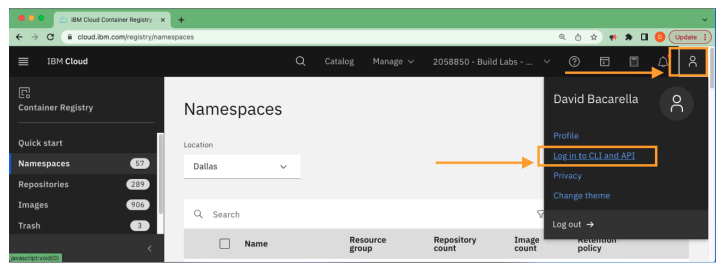 IBM Cloud Container Registry
cloud.ibm.com/registry/namespaces
Update
IBM Cloud
Catalog
Manage
2058850 - Build Labs - ...
Container Registry
Quick start
Namespaces 57
Repositories 289
Images 906
Trash 3
javascript:void(0)
Namespaces
Location
Dallas
Search
Name
Resource group
Repository count
Image count
Retention policy
David Bacarella
Profile
Log in to CLI and API
Privacy
Change theme
Log out →